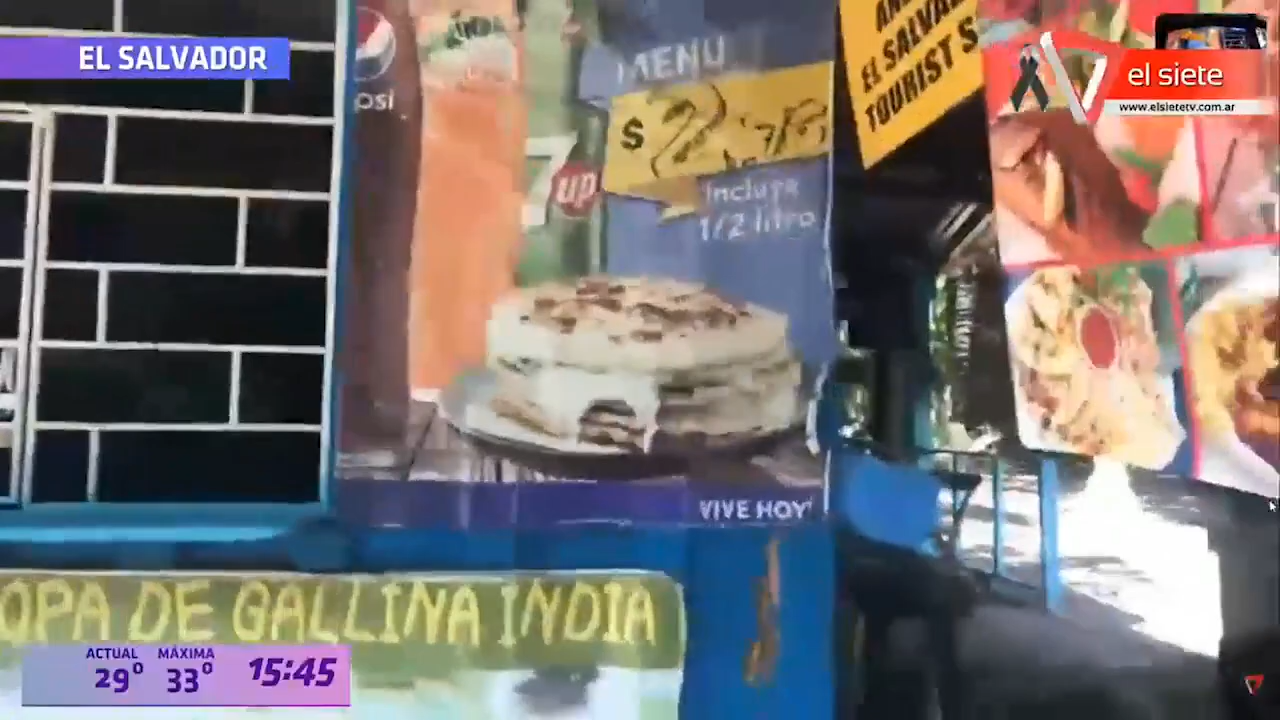 EL SALVADOR
el siete
www.elsietetv.com.ar
EL SALVA
TOURIST S
MENU
$
7up
Incluye
1/2 litro
VIVE HOY
OPA DE GALLINA INDIA
ACTUAL MÁXIMA
29° 33° 15:45